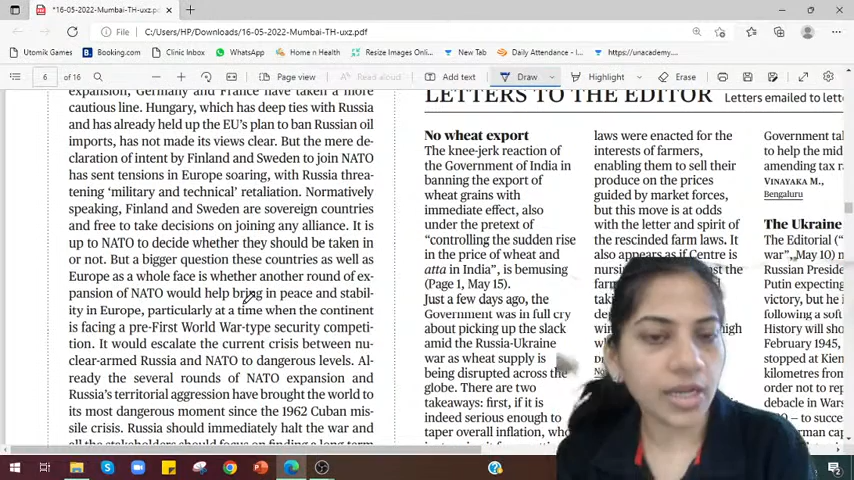 *16-05-2022-Mumbai-TH-uxz.pdf
File
C:/Users/HP/Downloads/16-05-2022-Mumbai-TH-uxz.pdf
Utomik Games
Booking.com
Clinic Inbox
WhatsApp
Home n Health
Resize Images Onl...
New Tab
Daily Attendance - I...
https://unacademy...
6 of 16
Page view
Read aloud
Add text
Draw
Highlight
Erase
expansion, Germany and France have taken a more
cautious line. Hungary, which has deep ties with Russia
and has already held up the EU's plan to ban Russian oil
imports, has not made its views clear. But the mere de-
claration of intent by Finland and Sweden to join NATO
has sent tensions in Europe soaring, with Russia threa-
tening 'military and technical' retaliation. Normatively
speaking, Finland and Sweden are sovereign countries
and free to take decisions on joining any alliance. It is
up to NATO to decide whether they should be taken in
or not. But a bigger question these countries as well as
Europe as a whole face is whether another round of ex-
pansion of NATO would help bring in peace and stabil-
ity in Europe, particularly at a time when the continent
is facing a pre-First World War-type security competi-
tion. It would escalate the current crisis between nu-
clear-armed Russia and NATO to dangerous levels. Al-
ready the several rounds of NATO expansion and
Russia's territorial aggression have brought the world to
its most dangerous moment since the 1962 Cuban mis-
sile crisis. Russia should immediately halt the war and
all the stakeholders should focus on finding a long-term
LETTERS TO THE EDITOR Letters emailed to lett
No wheat export
The knee-jerk reaction of
the Government of India in
banning the export of
wheat grains with
immediate effect, also
under the pretext of
“controlling the sudden rise
in the price of wheat and
atta in India”, is bemusing
(Page 1, May 15).
Just a few days ago, the
Government was in full cry
about picking up the slack
amid the Russia-Ukraine
war as wheat supply is
being disrupted across the
globe. There are two
takeaways: first, if it is
indeed serious enough to
taper overall inflation, who
laws were enacted for the
interests of farmers,
enabling them to sell their
produce on the prices
guided by market forces,
but this move is at odds
with the letter and spirit of
the rescinded farm laws. It
also appears as if Centre is
Government tal
to help the mid
amending tax r
VINAYAKA M.,
Bengaluru
The Ukraine
The Editorial (“
war”, May 10) n
Russian Presid
Putin expecting
victory, but he i
following a soft
History will sho
February 1945,
stopped at Kien
kilometres from
order not to rep
debacle in Wars
to succe
erman cap